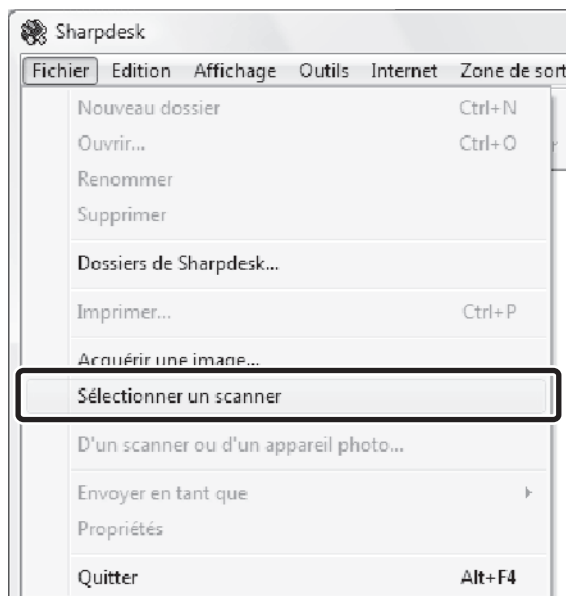 Sharpdesk
Fichier Edition Affichage Outils Internet Zone de sort
Nouveau dossier Ctrl+N
Ouvrir... Ctrl+O
Renommer
Supprimer
Dossiers de Sharpdesk...
Imprimer... Ctrl+P
Acquérir une image...
Sélectionner un scanner
D'un scanner ou d'un appareil photo...
Envoyer en tant que
Propriétés
Quitter Alt+F4